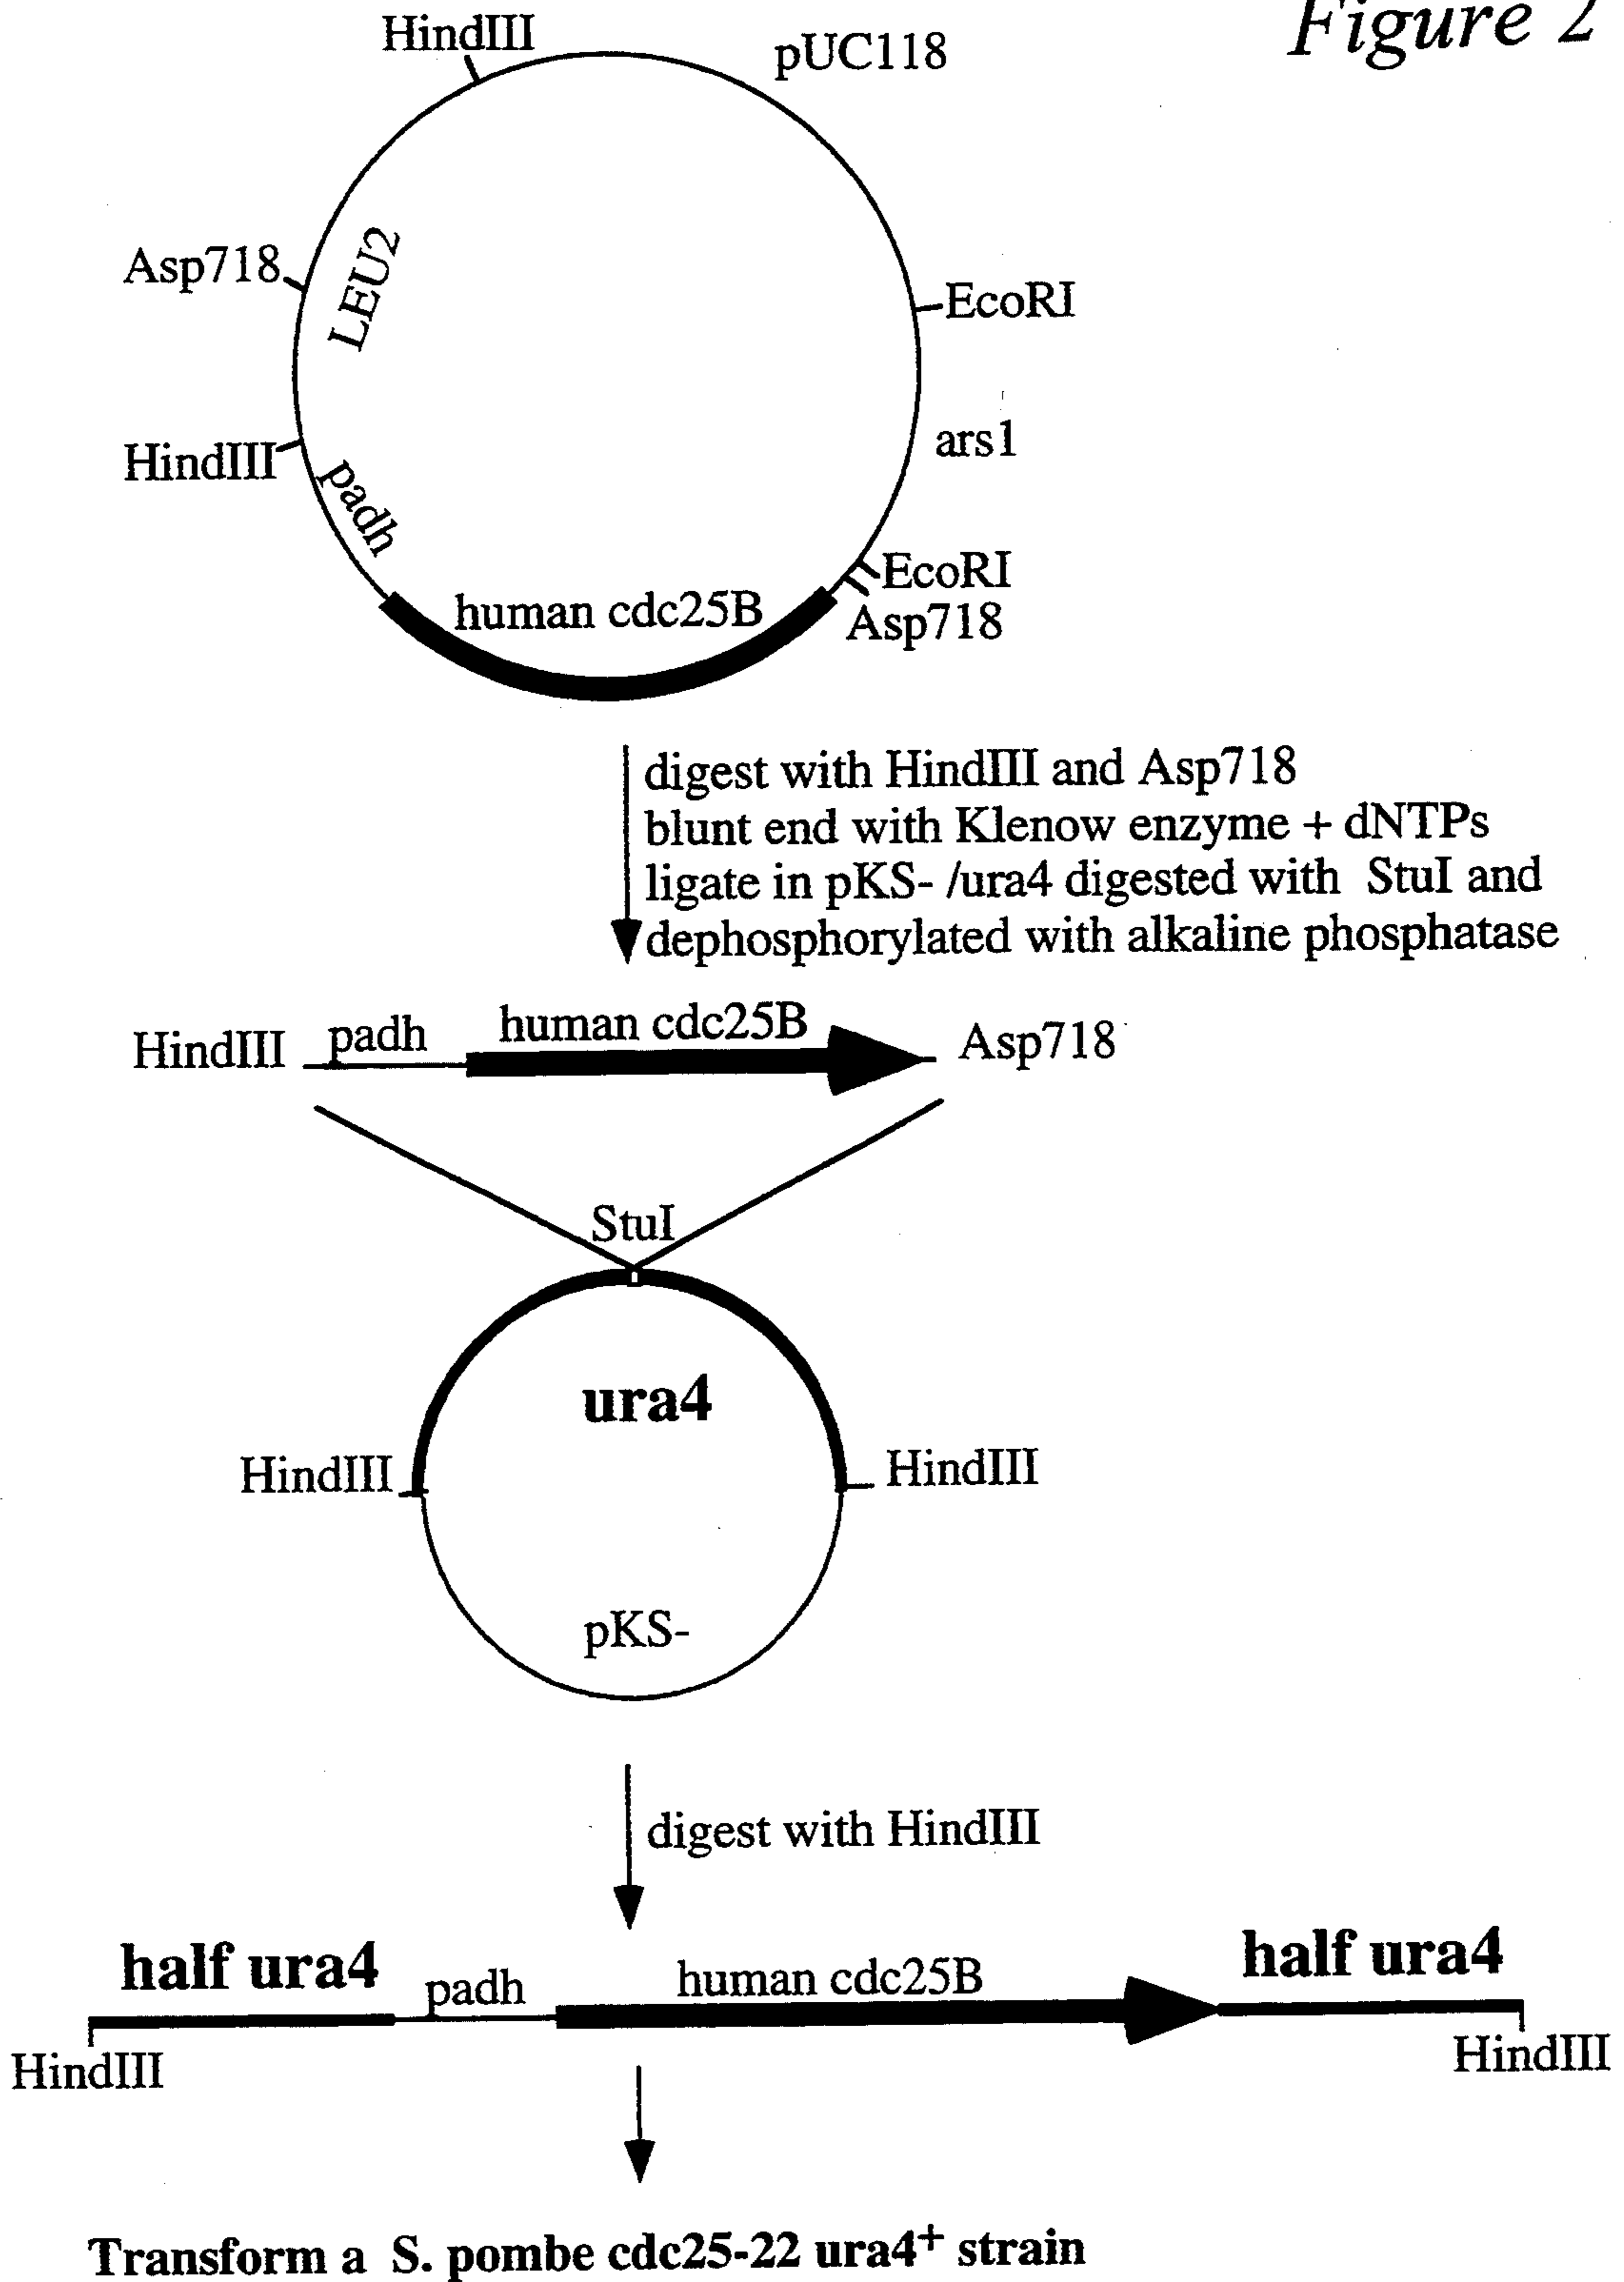 Figure 2
HindIII
pUC118
Asp718
LEU2
EcoRI
HindIII
ars1
padh
EcoRI
human cdc25B
Asp718
digest with HindIII and Asp718
blunt end with Klenow enzyme + dNTPs
ligate in pKS- /ura4 digested with StuI and
dephosphorylated with alkaline phosphatase
HindIII
padh
human cdc25B
Asp718
StuI
ura4
HindIII
HindIII
pKS-
digest with HindIII
half ura4
padh
human cdc25B
half ura4
HindIII
HindIII
Transform a S. pombe cdc25-22 ura4+ strain